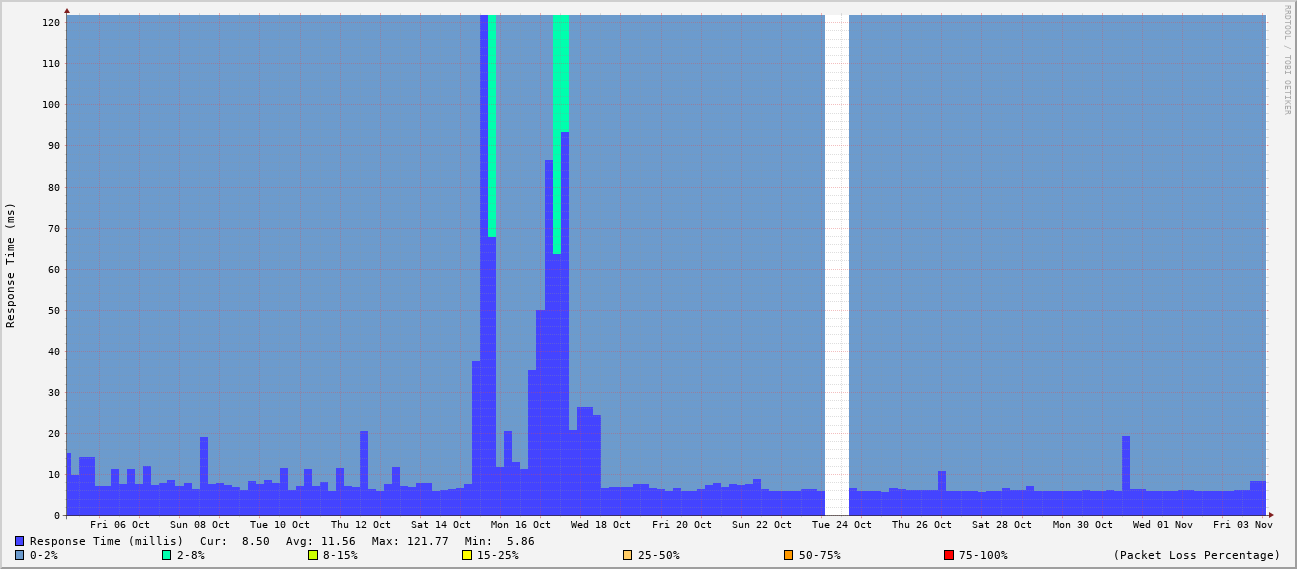 120
110
100
90
80
70
60
50
40
30
20
10
0
Response Time (ms)
RRDTOOL / TOBI OETIKER
Fri 06 Oct Sun 08 Oct Tue 10 Oct Thu 12 Oct Sat 14 Oct Mon 16 Oct Wed 18 Oct Fri 20 Oct Sun 22 Oct Tue 24 Oct Thu 26 Oct Sat 28 Oct Mon 30 Oct Wed 01 Nov Fri 03 Nov
Response Time (millis) Cur: 8.50 Avg: 11.56 Max: 121.77 Min: 5.86
0-2% 2-8% 8-15% 15-25% 25-50% 50-75% 75-100% (Packet Loss Percentage)